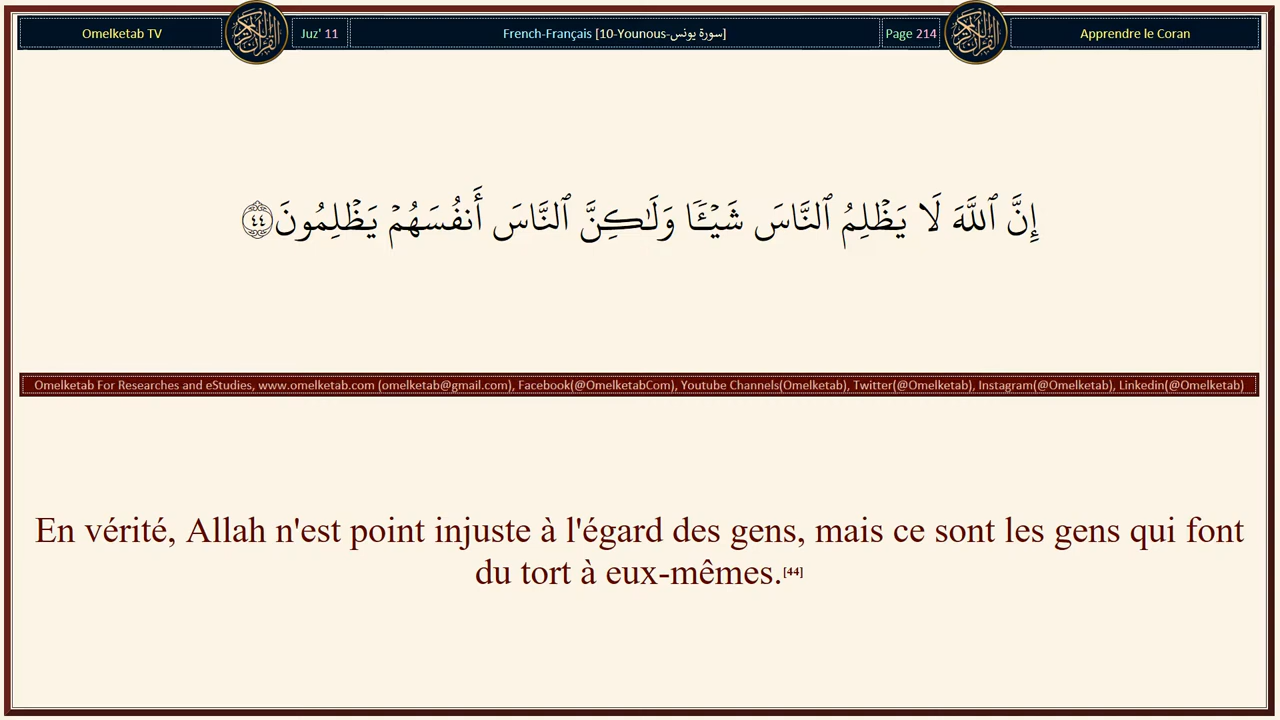 Omelketab TV
Juz' 11
French-Français [10-Younous-سورة يونس]
Page 214
Apprendre le Coran
إِنَّ ٱللَّهَ لَا يَظْلِمُ ٱلنَّاسَ شَيْـًٔا وَلَـٰكِنَّ ٱلنَّاسَ أَنفُسَهُمْ يَظْلِمُونَ ٤٤
Omelketab For Researches and eStudies, www.omelketab.com (omelketab@gmail.com), Facebook(@OmelketabCom), Youtube Channels(Omelketab), Twitter(@Omelketab), Instagram(@Omelketab), Linkedin(@Omelketab)
En vérité, Allah n'est point injuste à l'égard des gens, mais ce sont les gens qui font
du tort à eux-mêmes.[44]